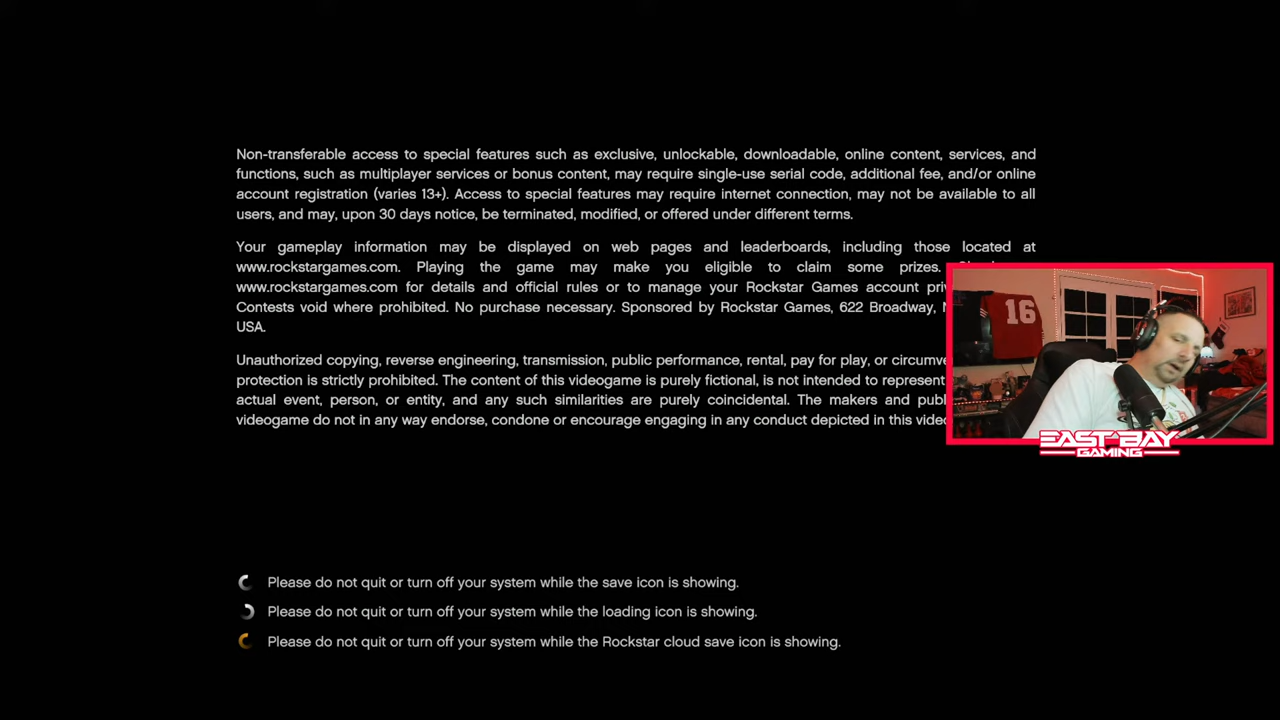 Non-transferable access to special features such as exclusive, unlockable, downloadable, online content, services, and
functions, such as multiplayer services or bonus content, may require single-use serial code, additional fee, and/or online
account registration (varies 13+). Access to special features may require internet connection, may not be available to all
users, and may, upon 30 days notice, be terminated, modified, or offered under different terms.
Your gameplay information may be displayed on web pages and leaderboards, including those located at
www.rockstargames.com. Playing the game may make you eligible to claim some prizes.
www.rockstargames.com for details and official rules or to manage your Rockstar Games account
Contests void where prohibited. No purchase necessary. Sponsored by Rockstar Games, 622 Broadway,
USA.
Unauthorized copying, reverse engineering, transmission, public performance, rental, pay for play, or
protection is strictly prohibited. The content of this videogame is purely fictional, is not intended to represent
actual event, person, or entity, and any such similarities are purely coincidental. The makers and
videogame do not in any way endorse, condone or encourage engaging in any conduct depicted in this
16
EAST BAY
GAMING
Please do not quit or turn off your system while the save icon is showing.
Please do not quit or turn off your system while the loading icon is showing.
Please do not quit or turn off your system while the Rockstar cloud save icon is showing.